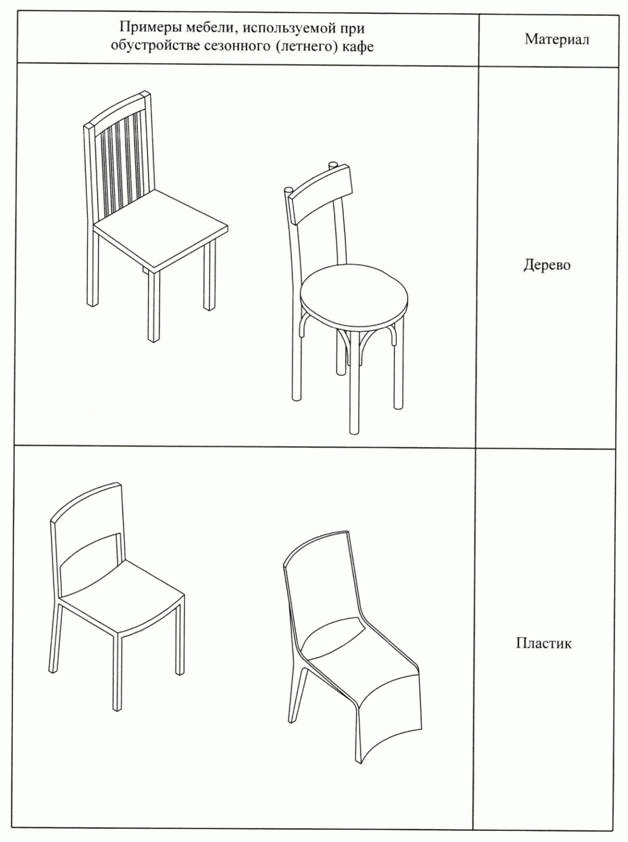 Примеры мебели, используемой при
обустройстве сезонного (летнего) кафе
Материал
Дерево
Пластик